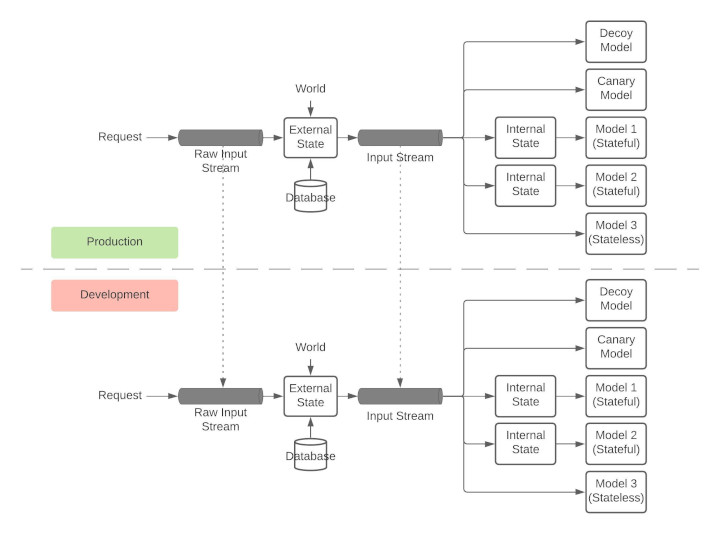 Decoy
Model
Canary
Model
World
Request
Raw Input
Stream
External
State
Input Stream
Internal
State
Model 1
(Stateful)
Database
Internal
State
Model 2
(Stateful)
Model 3
(Stateless)
Production
Development
Decoy
Model
Canary
Model
World
Request
Raw Input
Stream
External
State
Input Stream
Internal
State
Model 1
(Stateful)
Database
Internal
State
Model 2
(Stateful)
Model 3
(Stateless)